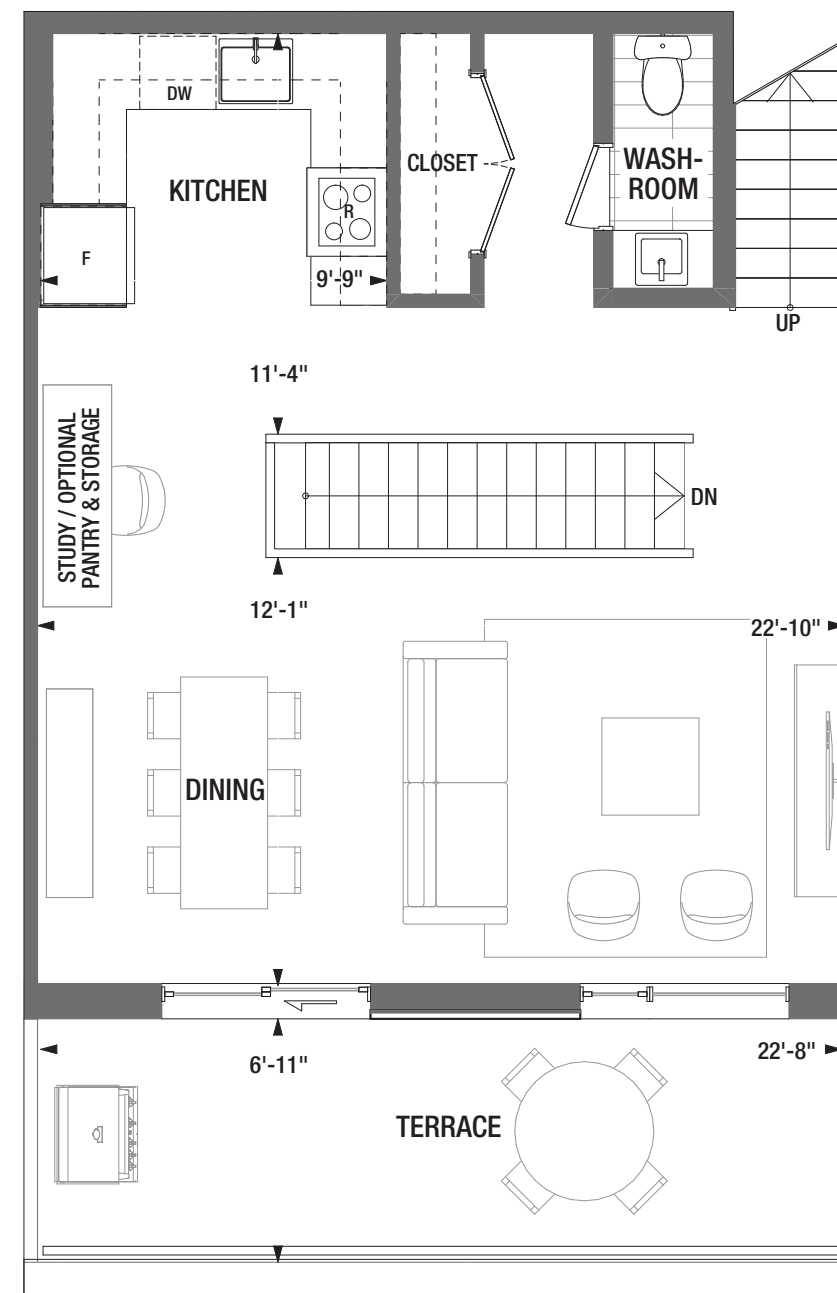 DW
KITCHEN
CLOSET
WASH-
ROOM
R
F
9'-9"
UP
11'-4"
STUDY / OPTIONAL
PANTRY & STORAGE
DN
12'-1"
22'-10"
DINING
6'-11"
22'-8"
TERRACE